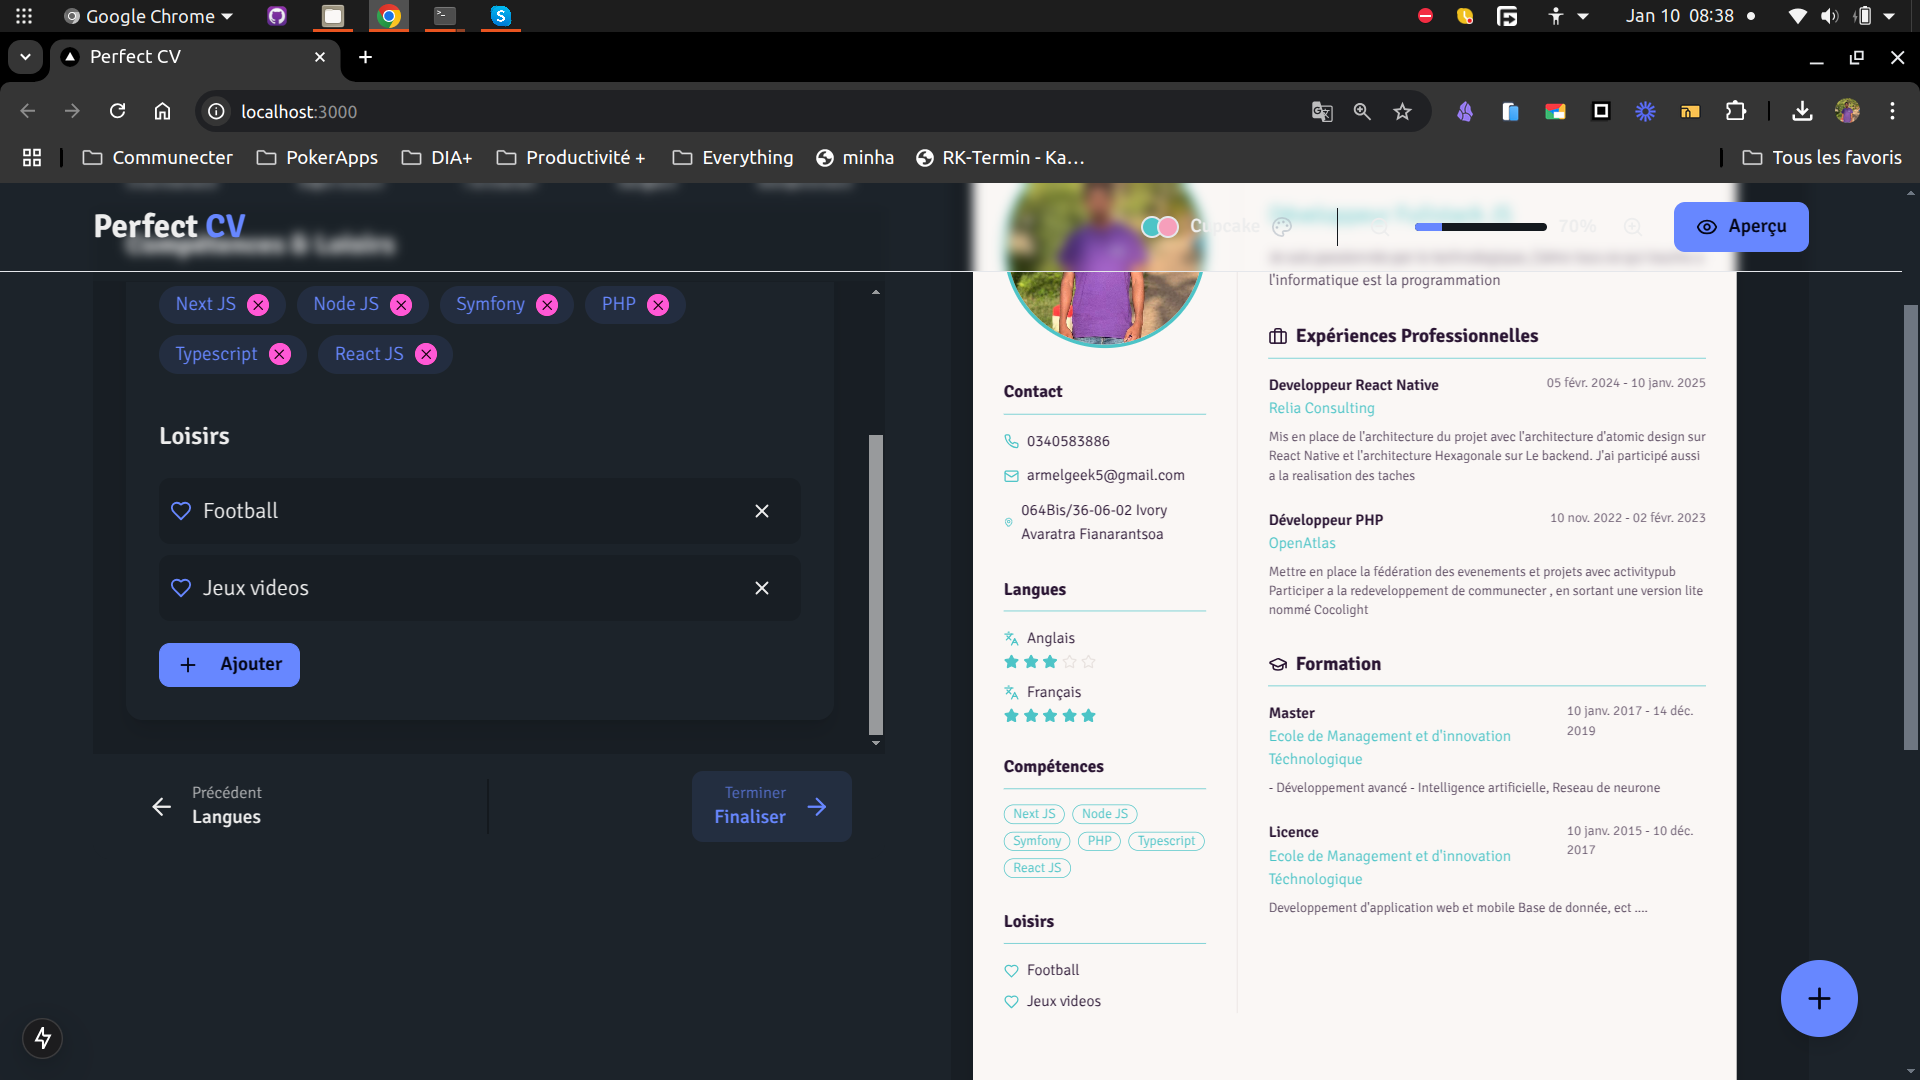 Google Chrome
Jan 10 08:38
Perfect CV
localhost:3000
Communecter
PokerApps
DIA+
Productivité +
Everything
minha
RK-Termin - Ka…
Tous les favoris
Perfect CV
Compétences & Loisirs
Cupcake
70%
Aperçu
Next JS
Node JS
Symfony
PHP
Typescript
React JS
Loisirs
Football
Jeux videos
Ajouter
Précédent
Langues
Terminer
Finaliser
Contact
0340583886
armelgeek5@gmail.com
064Bis/36-06-02 Ivory
Avaratra Fianarantsoa
Langues
Anglais
Français
Compétences
Next JS
Node JS
Symfony
PHP
Typescript
React JS
Loisirs
Football
Jeux videos
l'informatique est la programmation
Expériences Professionnelles
Developpeur React Native
05 févr. 2024 - 10 janv. 2025
Relia Consulting
Mis en place de l'architecture du projet avec l'architecture d'atomic design sur
React Native et l'architecture Hexagonale sur Le backend. J'ai participé aussi
a la realisation des taches
Développeur PHP
10 nov. 2022 - 02 févr. 2023
OpenAtlas
Mettre en place la fédération des evenements et projets avec activitypub
Participer a la redeveloppement de communecter , en sortant une version lite
nommé Cocolight
Formation
Master
10 janv. 2017 - 14 déc.
2019
Ecole de Management et d'innovation
Téchnologique
- Développement avancé - Intelligence artificielle, Reseau de neurone
Licence
10 janv. 2015 - 10 déc.
2017
Ecole de Management et d'innovation
Téchnologique
Developpement d'application web et mobile Base de donnée, ect ....